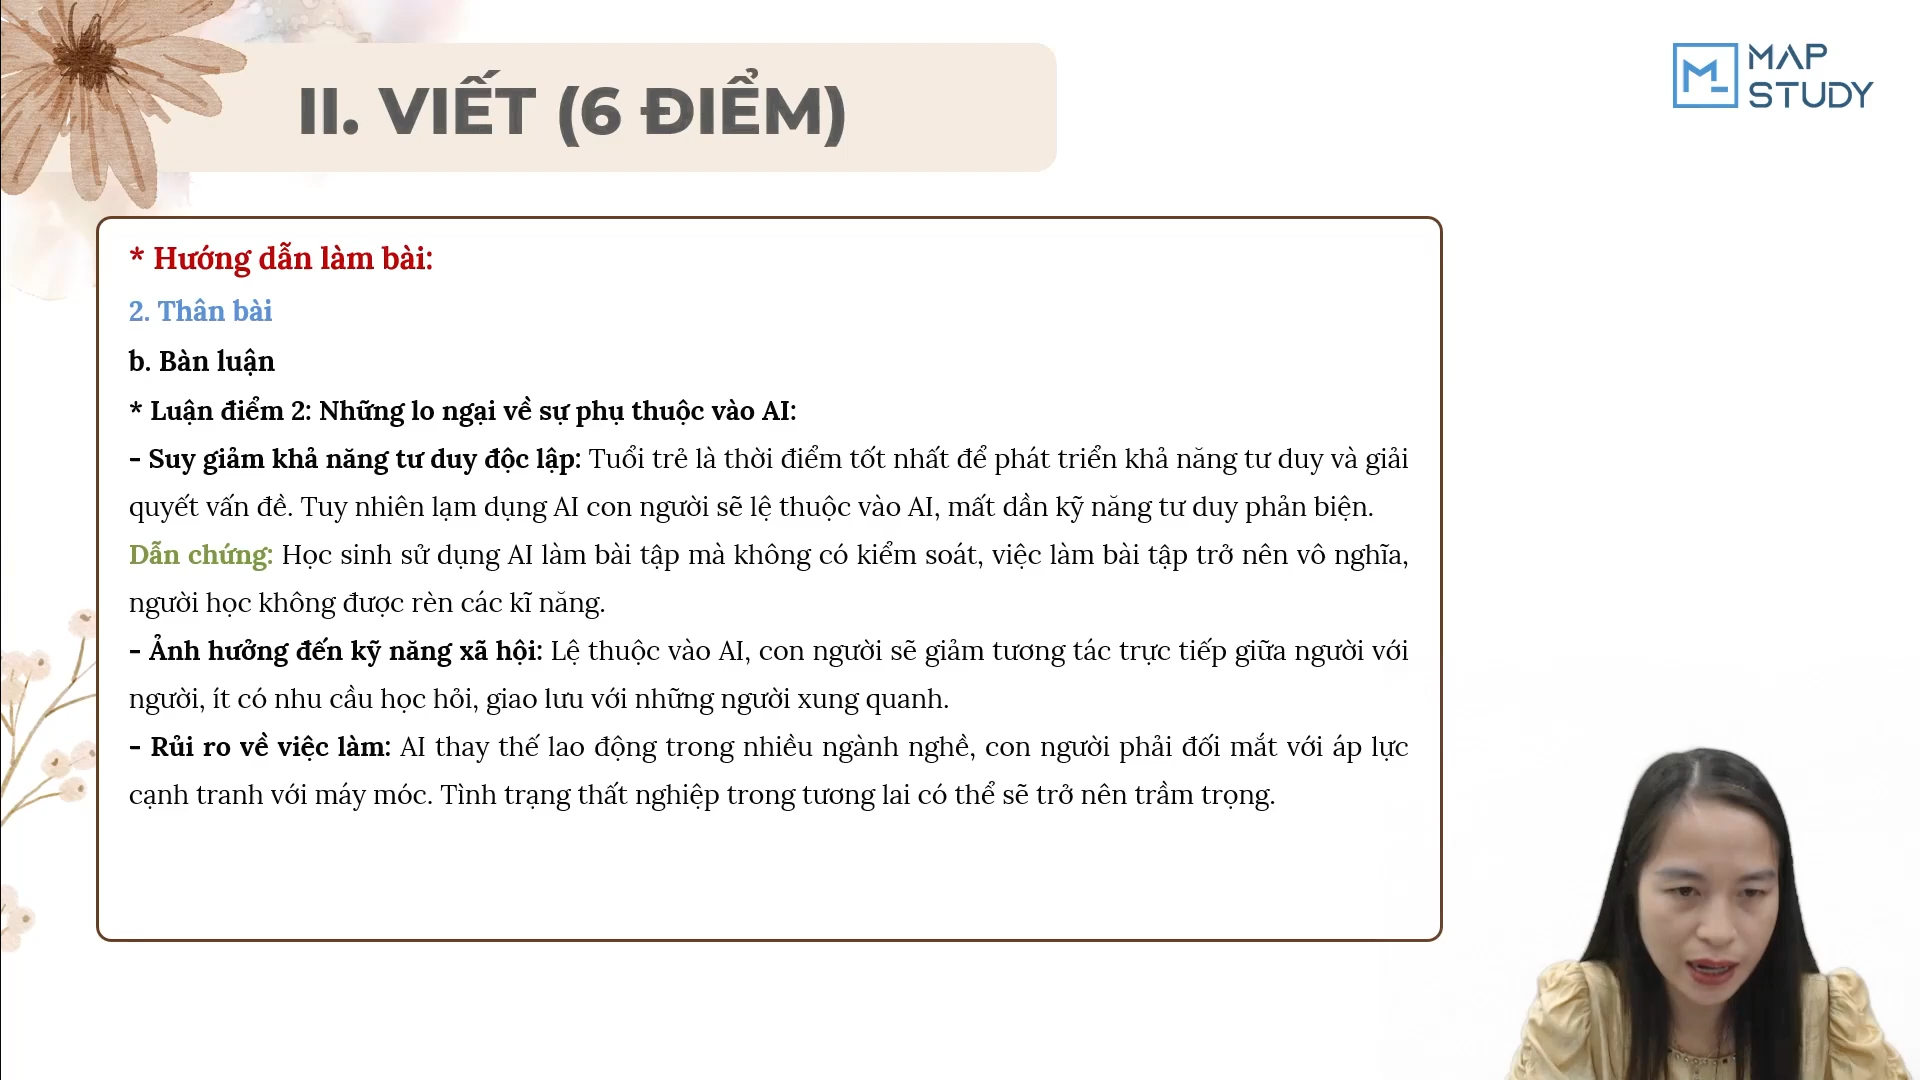 II. VIẾT (6 ĐIỂM)
MAP
STUDY
* Hướng dẫn làm bài:
2. Thân bài
b. Bàn luận
* Luận điểm 2: Những lo ngại về sự phụ thuộc vào AI:
- Suy giảm khả năng tư duy độc lập: Tuổi trẻ là thời điểm tốt nhất để phát triển khả năng tư duy và giải
quyết vấn đề. Tuy nhiên lạm dụng AI con người sẽ lệ thuộc vào AI, mất dần kỹ năng tư duy phản biện.
Dẫn chứng: Học sinh sử dụng AI làm bài tập mà không có kiểm soát, việc làm bài tập trở nên vô nghĩa,
người học không được rèn các kĩ năng.
- Ảnh hưởng đến kỹ năng xã hội: Lệ thuộc vào AI, con người sẽ giảm tương tác trực tiếp giữa người với
người, ít có nhu cầu học hỏi, giao lưu với những người xung quanh.
- Rủi ro về việc làm: AI thay thế lao động trong nhiều ngành nghề, con người phải đối mắt với áp lực
cạnh tranh với máy móc. Tình trạng thất nghiệp trong tương lai có thể sẽ trở nên trầm trọng.